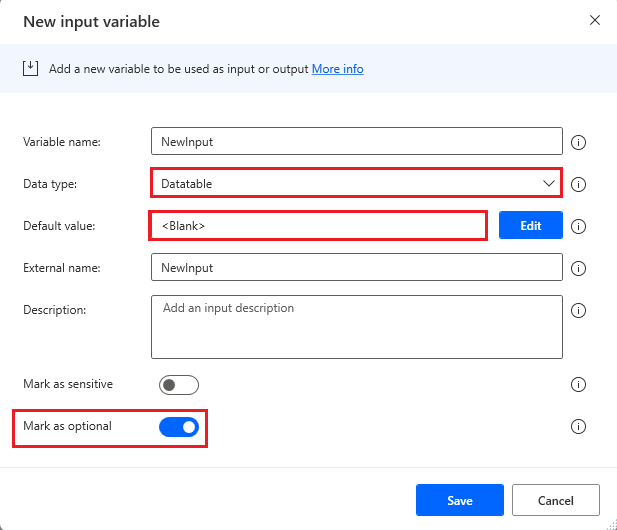 New input variable
Add a new variable to be used as input or output More info
Variable name: NewInput
Data type: Datatable
Default value: <Blank> Edit
External name: NewInput
Description: Add an input description
Mark as sensitive
Mark as optional
Save Cancel